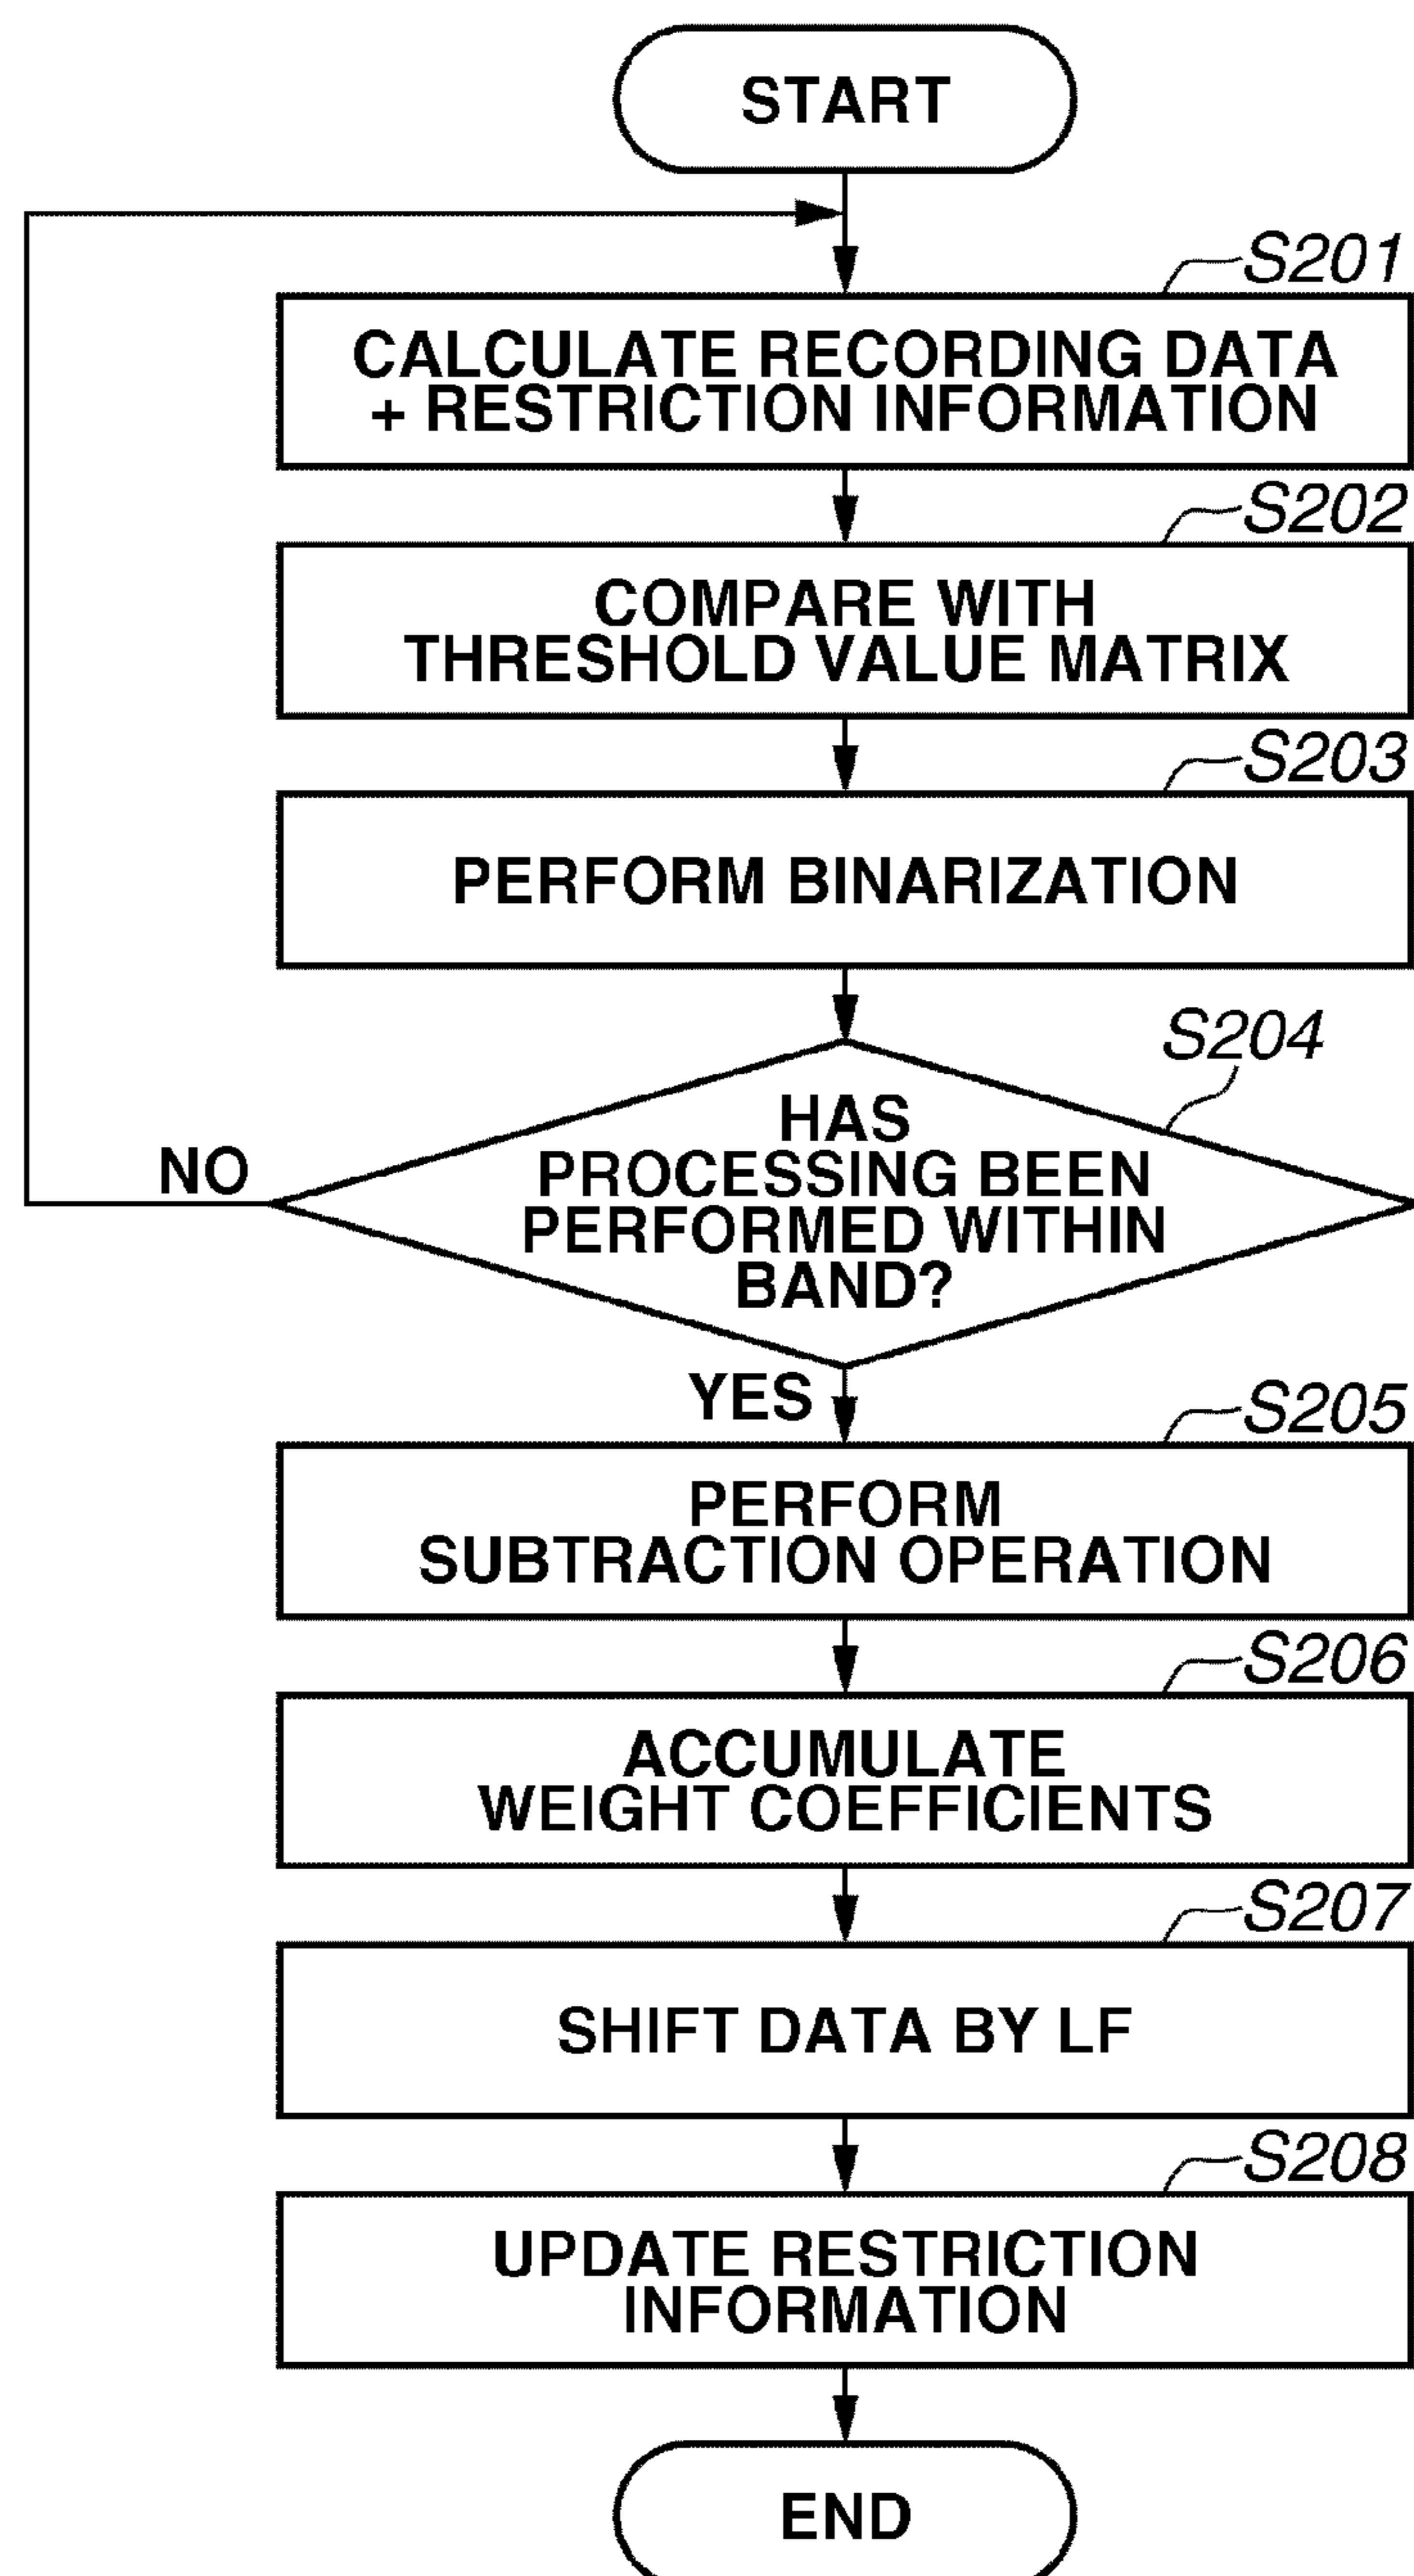 START
S201
CALCULATE RECORDING DATA
+ RESTRICTION INFORMATION
S202
COMPARE WITH
THRESHOLD VALUE MATRIX
S203
PERFORM BINARIZATION
S204
HAS
PROCESSING BEEN
PERFORMED WITHIN
BAND?
NO
YES
S205
PERFORM
SUBTRACTION OPERATION
S206
ACCUMULATE
WEIGHT COEFFICIENTS
S207
SHIFT DATA BY LF
S208
UPDATE RESTRICTION
INFORMATION
END